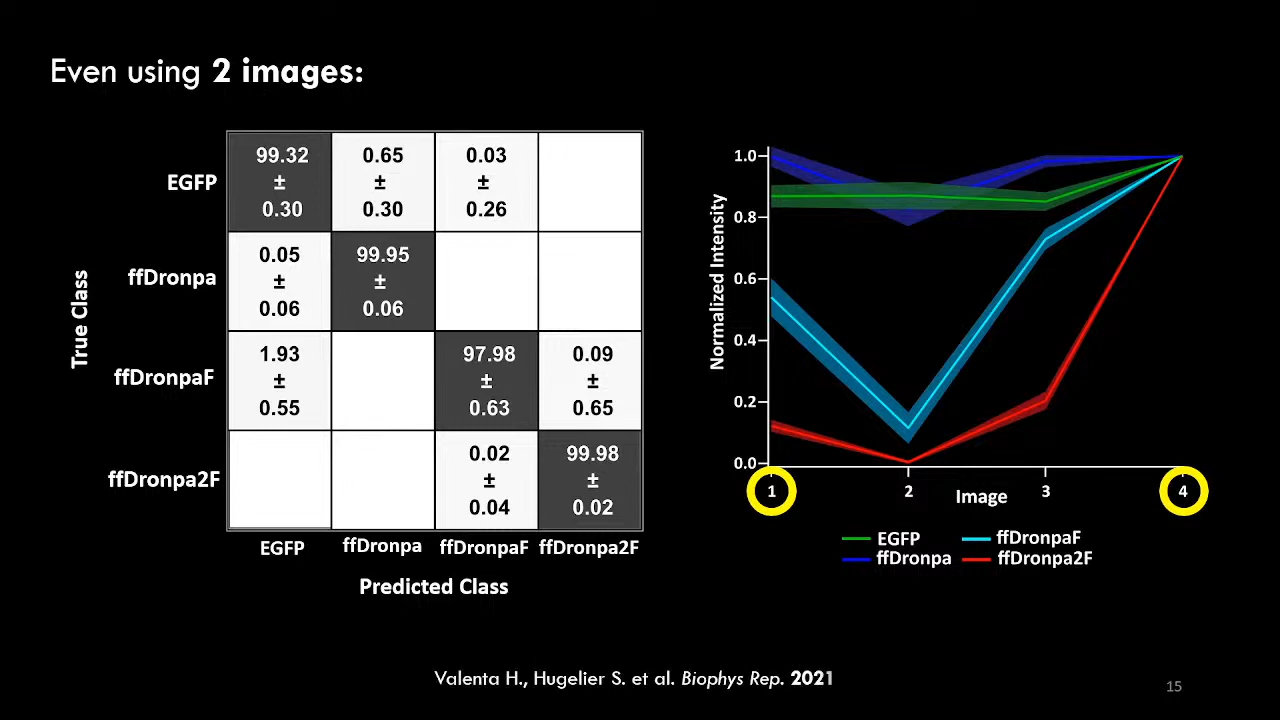 Even using 2 images:
True Class
EGFP
99.32 ± 0.30
0.65 ± 0.30
0.03 ± 0.26
ffDronpa
0.05 ± 0.06
99.95 ± 0.06
ffDronpaF
1.93 ± 0.55
97.98 ± 0.63
0.09 ± 0.65
ffDronpa2F
0.02 ± 0.04
99.98 ± 0.02
EGFP ffDronpa ffDronpaF ffDronpa2F
Predicted Class
Normalized Intensity
1.0
0.8
0.6
0.4
0.2
0.0
1 2 3 4
Image
EGFP ffDronpaF
ffDronpa ffDronpa2F
Valenta H., Hugelier S. et al. Biophys Rep. 2021
15